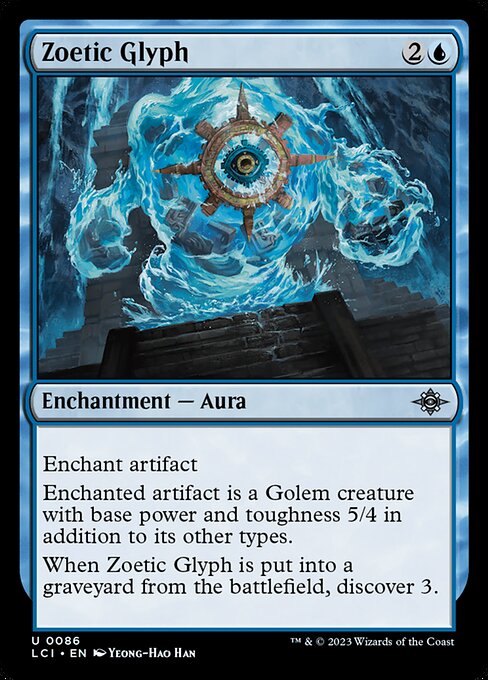 Zoetic Glyph 2
Enchantment — Aura
Enchant artifact
Enchanted artifact is a Golem creature
with base power and toughness 5/4 in
addition to its other types.
When Zoetic Glyph is put into a
graveyard from the battlefield, discover 3.
U 0086
LCI • EN Yeong-Hao Han
™ & © 2023 Wizards of the Coast